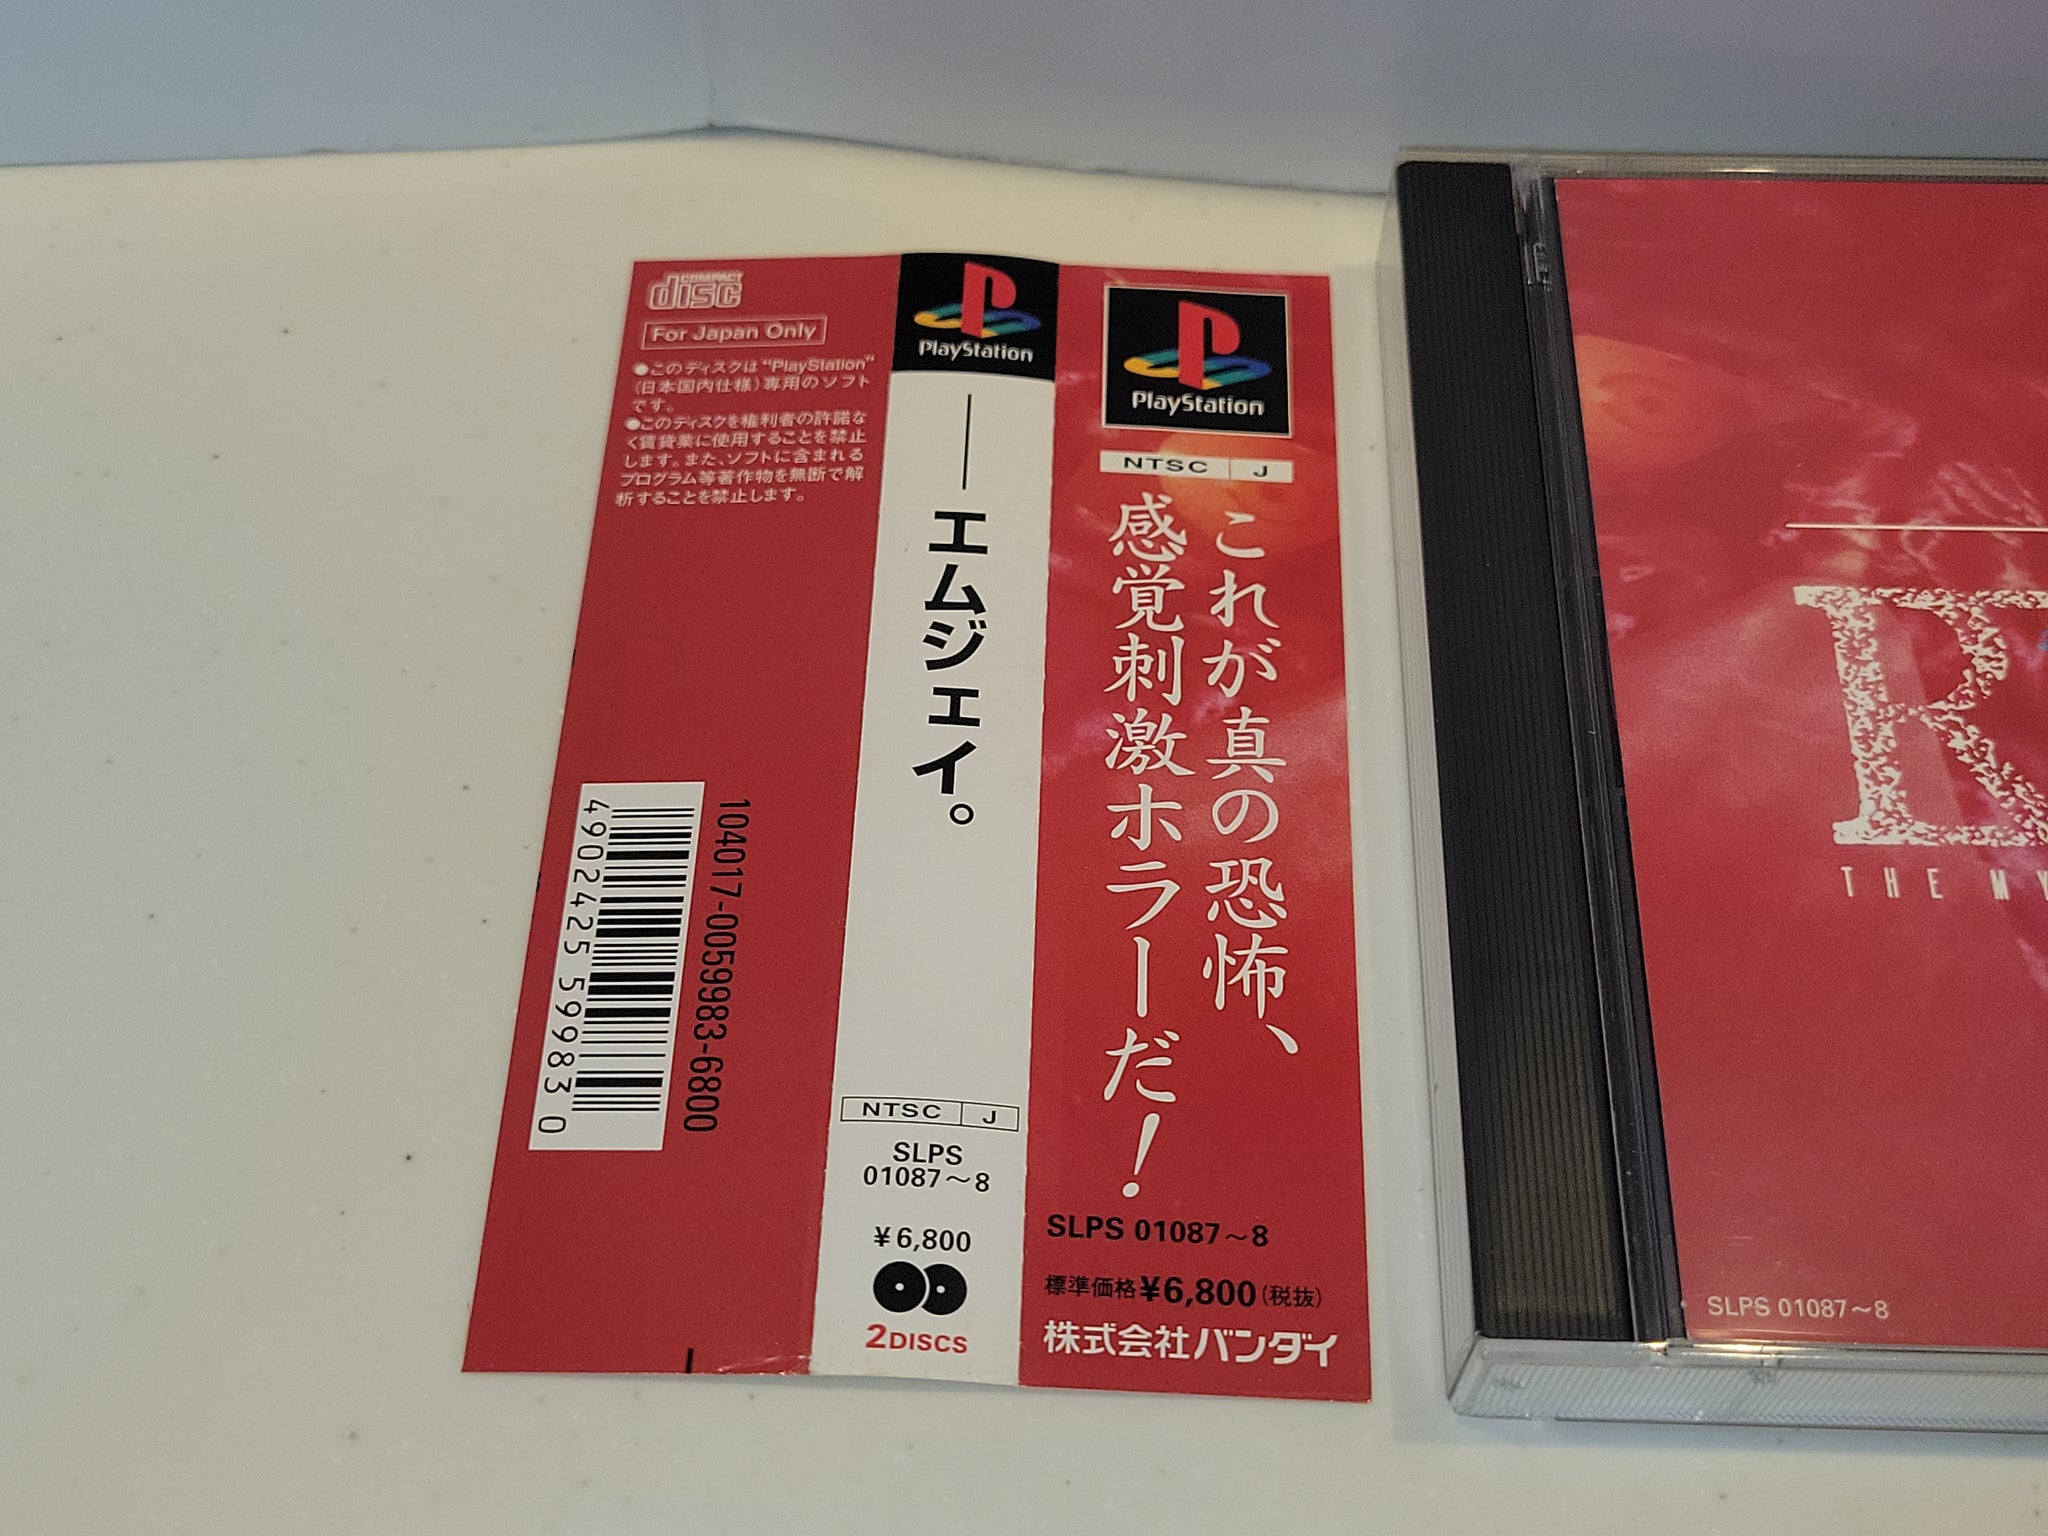 COMPACT
disc
For Japan Only
●このディスクは“PlayStation”
(日本国内仕様)専用のソフト
です。
●このディスクを権利者の許諾な
く賃貸業に使用することを禁止
します。また、ソフトに含まれる
プログラム等著作物を無断で解
析することを禁止します。
104017-0059983-6800
4902425599830
PlayStation
――エムジェイ。
NTSC J
SLPS
01087～8
¥6,800
2DISCS
PlayStation
NTSC J
これが真の恐怖、
感覚刺激ホラーだ!
SLPS 01087～8
標準価格¥6,800(税抜)
株式会社バンダイ
R
THE MY
SLPS 01087～8